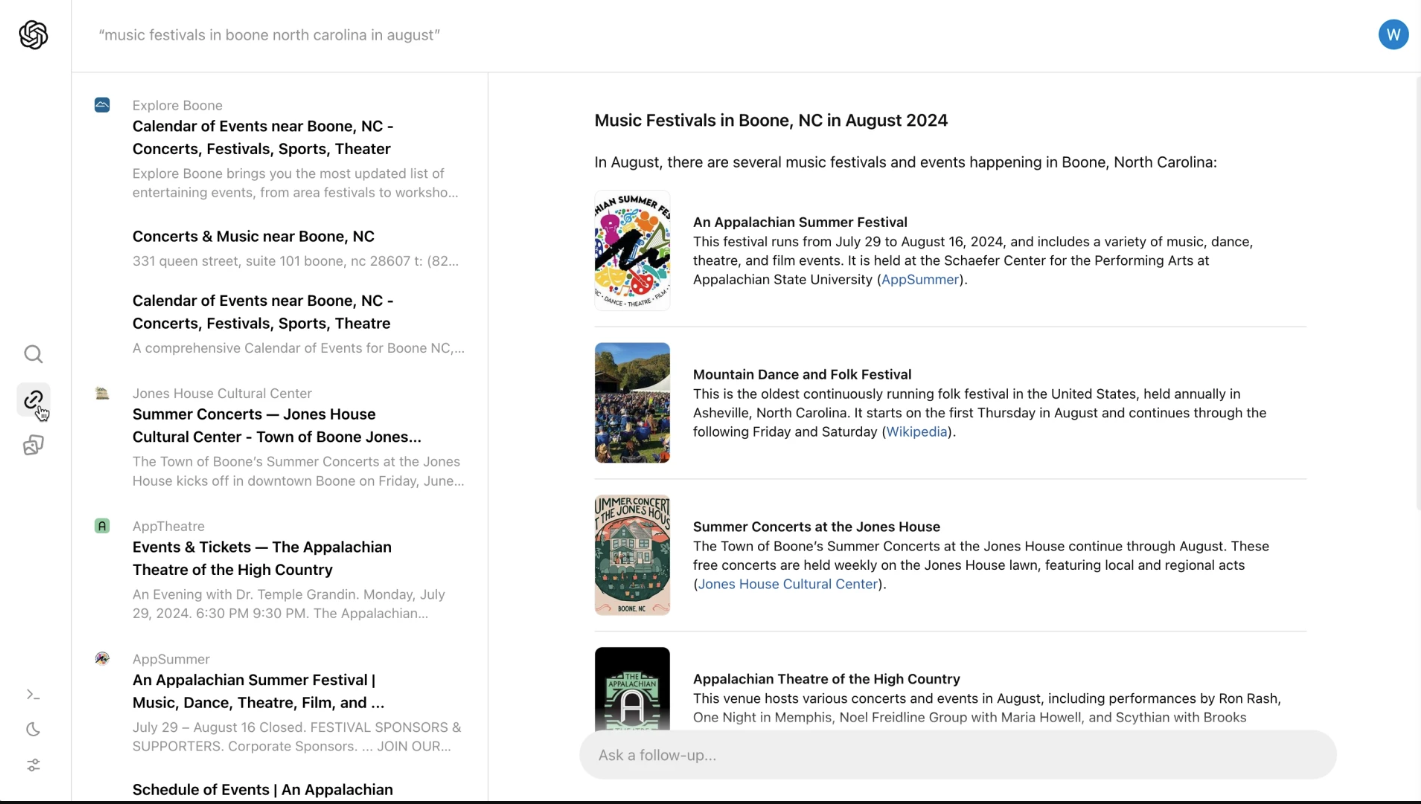 “music festivals in boone north carolina in august”
W
Explore Boone
Calendar of Events near Boone, NC -
Concerts, Festivals, Sports, Theater
Explore Boone brings you the most updated list of
entertaining events, from area festivals to worksho...
Concerts & Music near Boone, NC
331 queen street, suite 101 boone, nc 28607 t: (82...
Calendar of Events near Boone, NC -
Concerts, Festivals, Sports, Theatre
A comprehensive Calendar of Events for Boone NC,...
Jones House Cultural Center
Summer Concerts — Jones House
Cultural Center - Town of Boone Jones...
The Town of Boone’s Summer Concerts at the Jones
House kicks off in downtown Boone on Friday, June...
A
AppTheatre
Events & Tickets — The Appalachian
Theatre of the High Country
An Evening with Dr. Temple Grandin. Monday, July
29, 2024. 6:30 PM 9:30 PM. The Appalachian...
AppSummer
An Appalachian Summer Festival |
Music, Dance, Theatre, Film, and ...
July 29 – August 16 Closed. FESTIVAL SPONSORS &
SUPPORTERS. Corporate Sponsors. ... JOIN OUR...
Schedule of Events | An Appalachian
Music Festivals in Boone, NC in August 2024
In August, there are several music festivals and events happening in Boone, North Carolina:
HIAN SUMMER FES
IC • DANCE • THEATRE • FILM •
An Appalachian Summer Festival
This festival runs from July 29 to August 16, 2024, and includes a variety of music, dance,
theatre, and film events. It is held at the Schaefer Center for the Performing Arts at
Appalachian State University (AppSummer).
Mountain Dance and Folk Festival
This is the oldest continuously running folk festival in the United States, held annually in
Asheville, North Carolina. It starts on the first Thursday in August and continues through the
following Friday and Saturday (Wikipedia).
UMMER CONCERT
T THE JONES HOUS
BOONE, NC
Summer Concerts at the Jones House
The Town of Boone’s Summer Concerts at the Jones House continue through August. These
free concerts are held weekly on the Jones House lawn, featuring local and regional acts
(Jones House Cultural Center).
THE
APPALACHIAN
A
Appalachian Theatre of the High Country
This venue hosts various concerts and events in August, including performances by Ron Rash,
One Night in Memphis, Noel Freidline Group with Maria Howell, and Scythian with Brooks
Ask a follow-up...